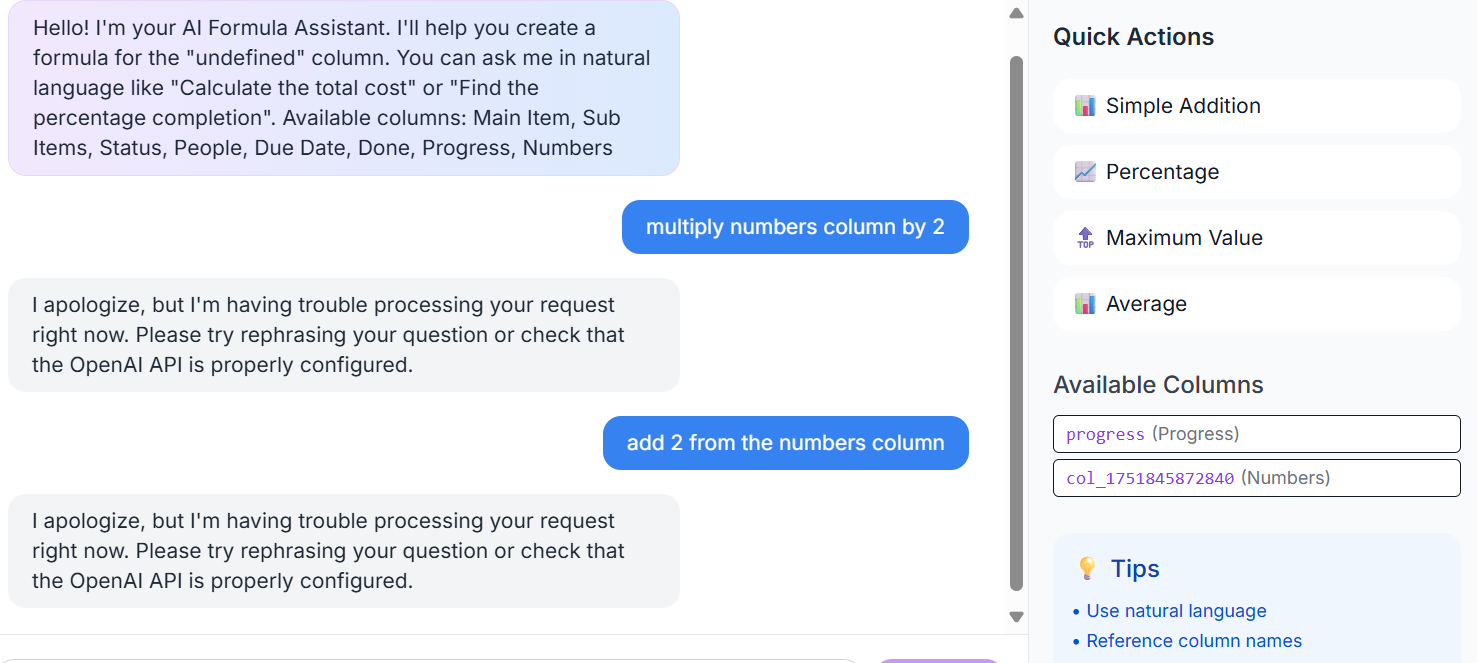 Hello! I'm your AI Formula Assistant. I'll help you create a
formula for the "undefined" column. You can ask me in natural
language like "Calculate the total cost" or "Find the
percentage completion". Available columns: Main Item, Sub
Items, Status, People, Due Date, Done, Progress, Numbers
multiply numbers column by 2
I apologize, but I'm having trouble processing your request
right now. Please try rephrasing your question or check that
the OpenAI API is properly configured.
add 2 from the numbers column
I apologize, but I'm having trouble processing your request
right now. Please try rephrasing your question or check that
the OpenAI API is properly configured.
Quick Actions
Simple Addition
Percentage
TOP Maximum Value
Average
Available Columns
progress (Progress)
col_1751845872840 (Numbers)
Tips
• Use natural language
• Reference column names